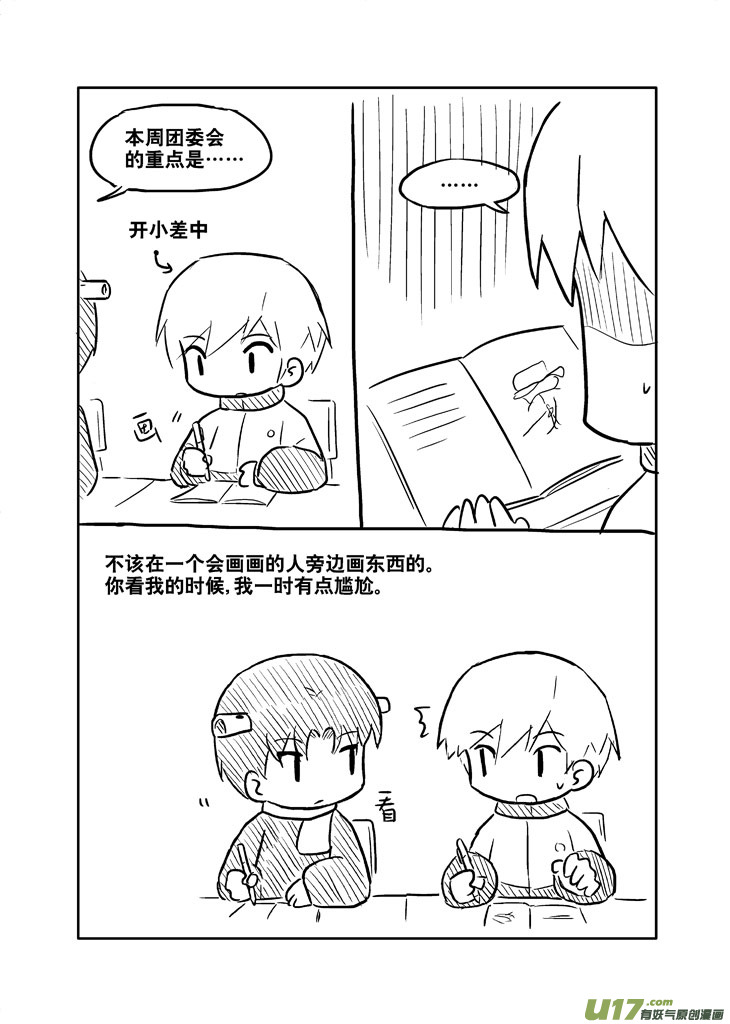 本周团委会
的重点是……
开小差中
画
……
不该在一个会画画的人旁边画东西的。
你看我的时候,我一时有点尴尬。
看
U17.com
有妖气原创漫画